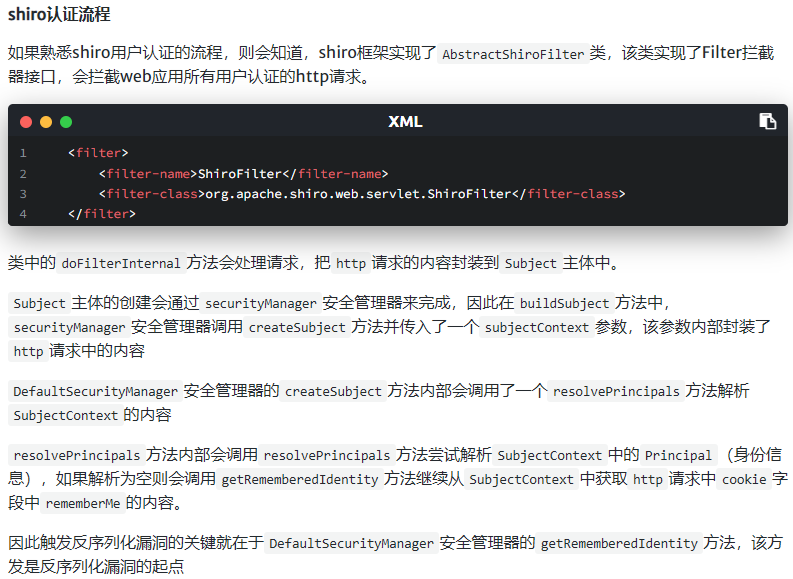 shiro认证流程
如果熟悉shiro用户认证的流程，则会知道，shiro框架实现了 AbstractShiroFilter 类，该类实现了Filter拦截
器接口，会拦截web应用所有用户认证的http请求。
XML
1 <filter>
2 <filter-name>ShiroFilter</filter-name>
3 <filter-class>org.apache.shiro.web.servlet.ShiroFilter</filter-class>
4 </filter>
类中的 doFilterInternal 方法会处理请求，把 http 请求的内容封装到 Subject 主体中。
Subject 主体的创建会通过 securityManager 安全管理器来完成，因此在 buildSubject 方法中，
securityManager 安全管理器调用 createSubject 方法并传入了一个 subjectContext 参数，该参数内部封装了
http 请求中的内容
DefaultSecurityManager 安全管理器的 createSubject 方法内部会调用了一个 resolvePrincipals 方法解析
SubjectContext 的内容
resolvePrincipals 方法内部会调用 resolvePrincipals 方法尝试解析 SubjectContext 中的 Principal （身份信
息），如果解析为空则会调用 getRememberedIdentity 方法继续从 SubjectContext 中获取 http 请求中 cookie 字
段中 rememberMe 的内容。
因此触发反序列化漏洞的关键就在于 DefaultSecurityManager 安全管理器的 getRememberedIdentity 方法，该方
发是反序列化漏洞的起点